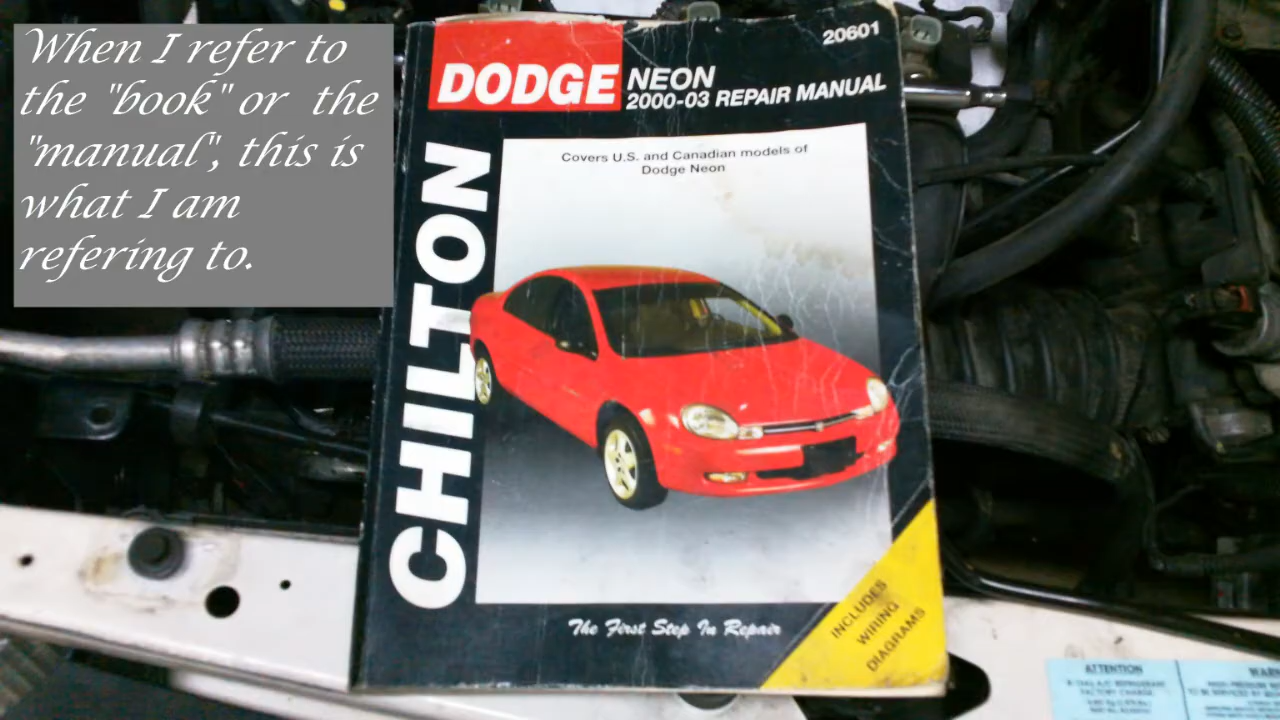 When I refer to
the "book" or the
"manual", this is
what I am
refering to.
20601
DODGE
NEON
2000-03 REPAIR MANUAL
Covers U.S. and Canadian models of
Dodge Neon
CHILTON
The First Step In Repair
INCLUDES
WIRING
DIAGRAMS
ATTENTION
FACTORY CHARGE